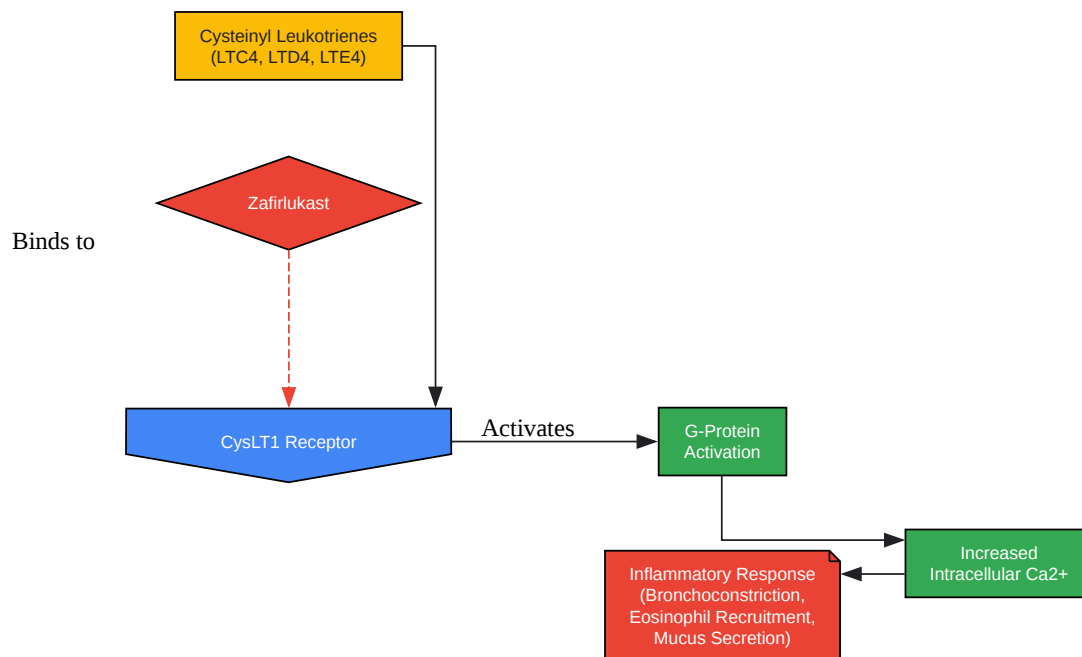 Cysteinyl Leukotrienes
(LTC4, LTD4, LTE4)
Zafirlukast
Binds to
CysLT1 Receptor
Activates
G-Protein
Activation
Increased
Intracellular Ca2+
Inflammatory Response
(Bronchoconstriction,
Eosinophil Recruitment,
Mucus Secretion)